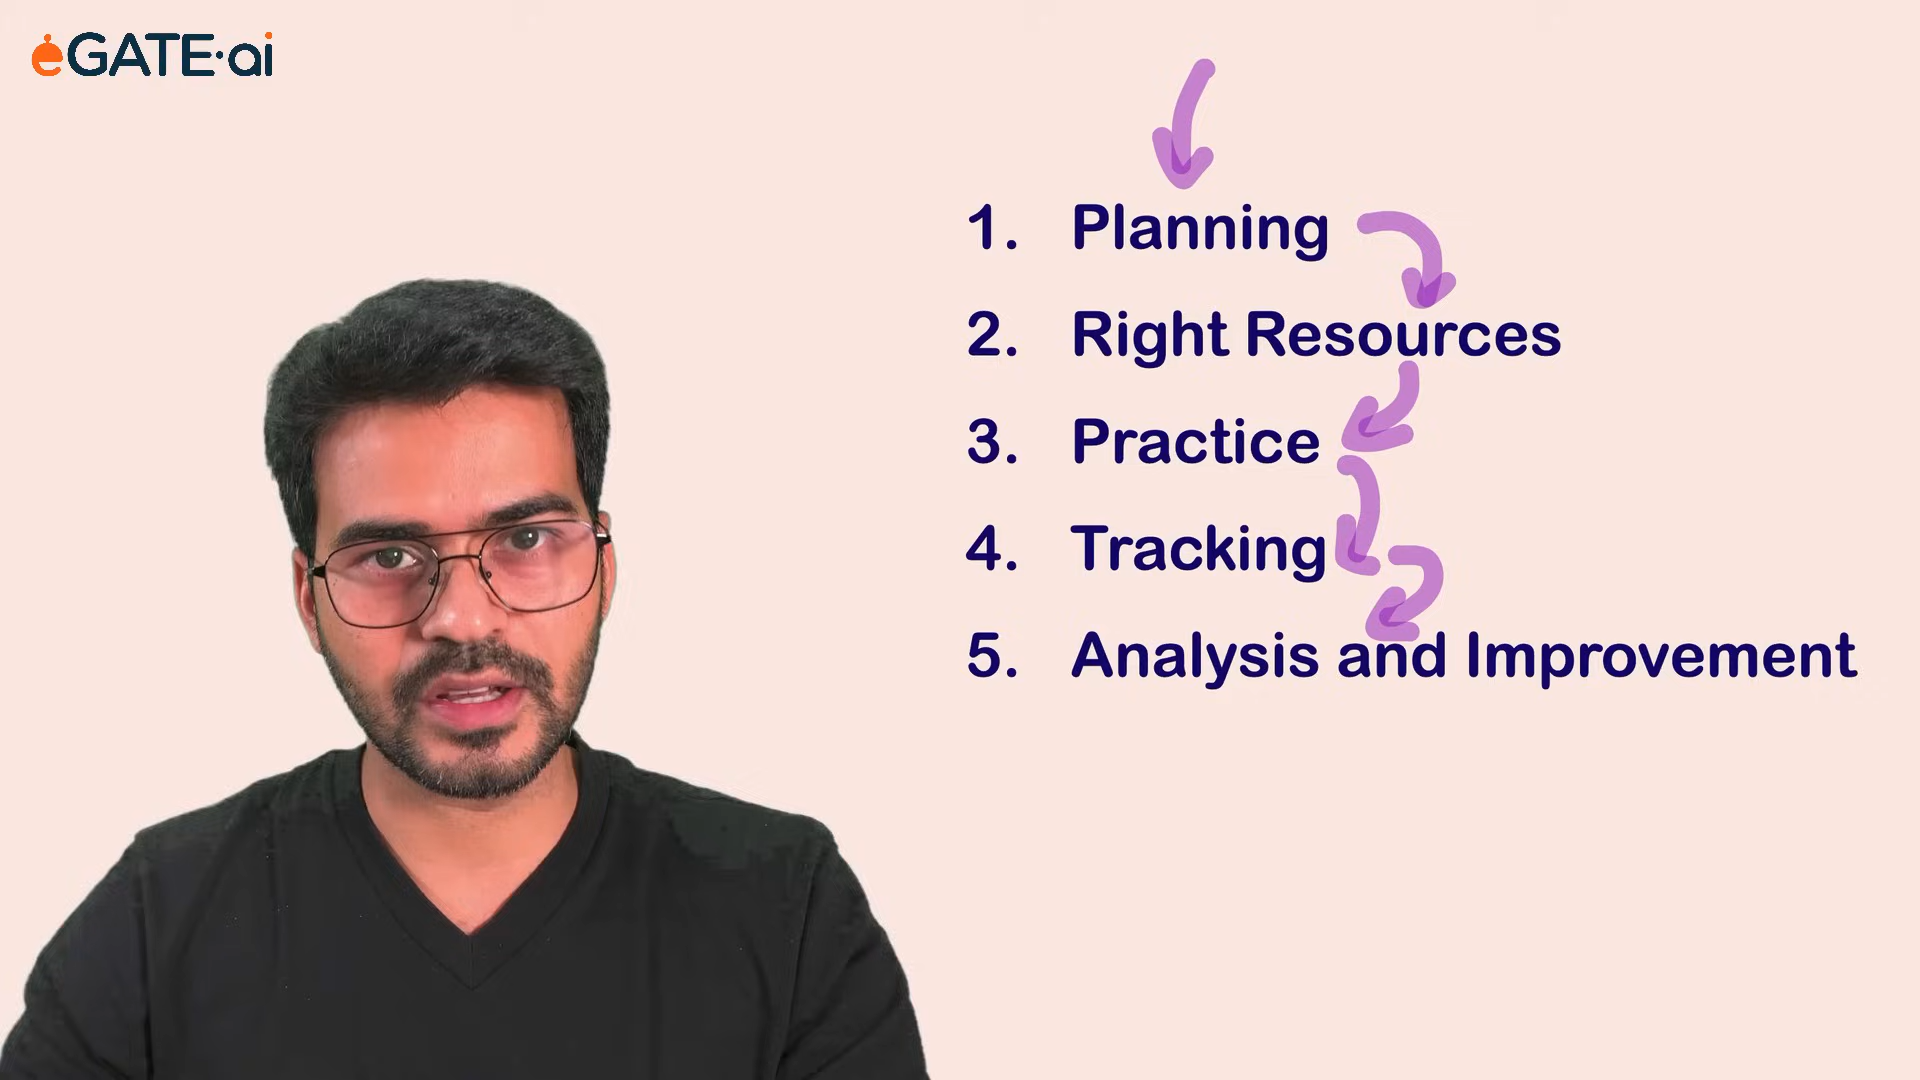 eGATE·ai
1. Planning
2. Right Resources
3. Practice
4. Tracking
5. Analysis and Improvement